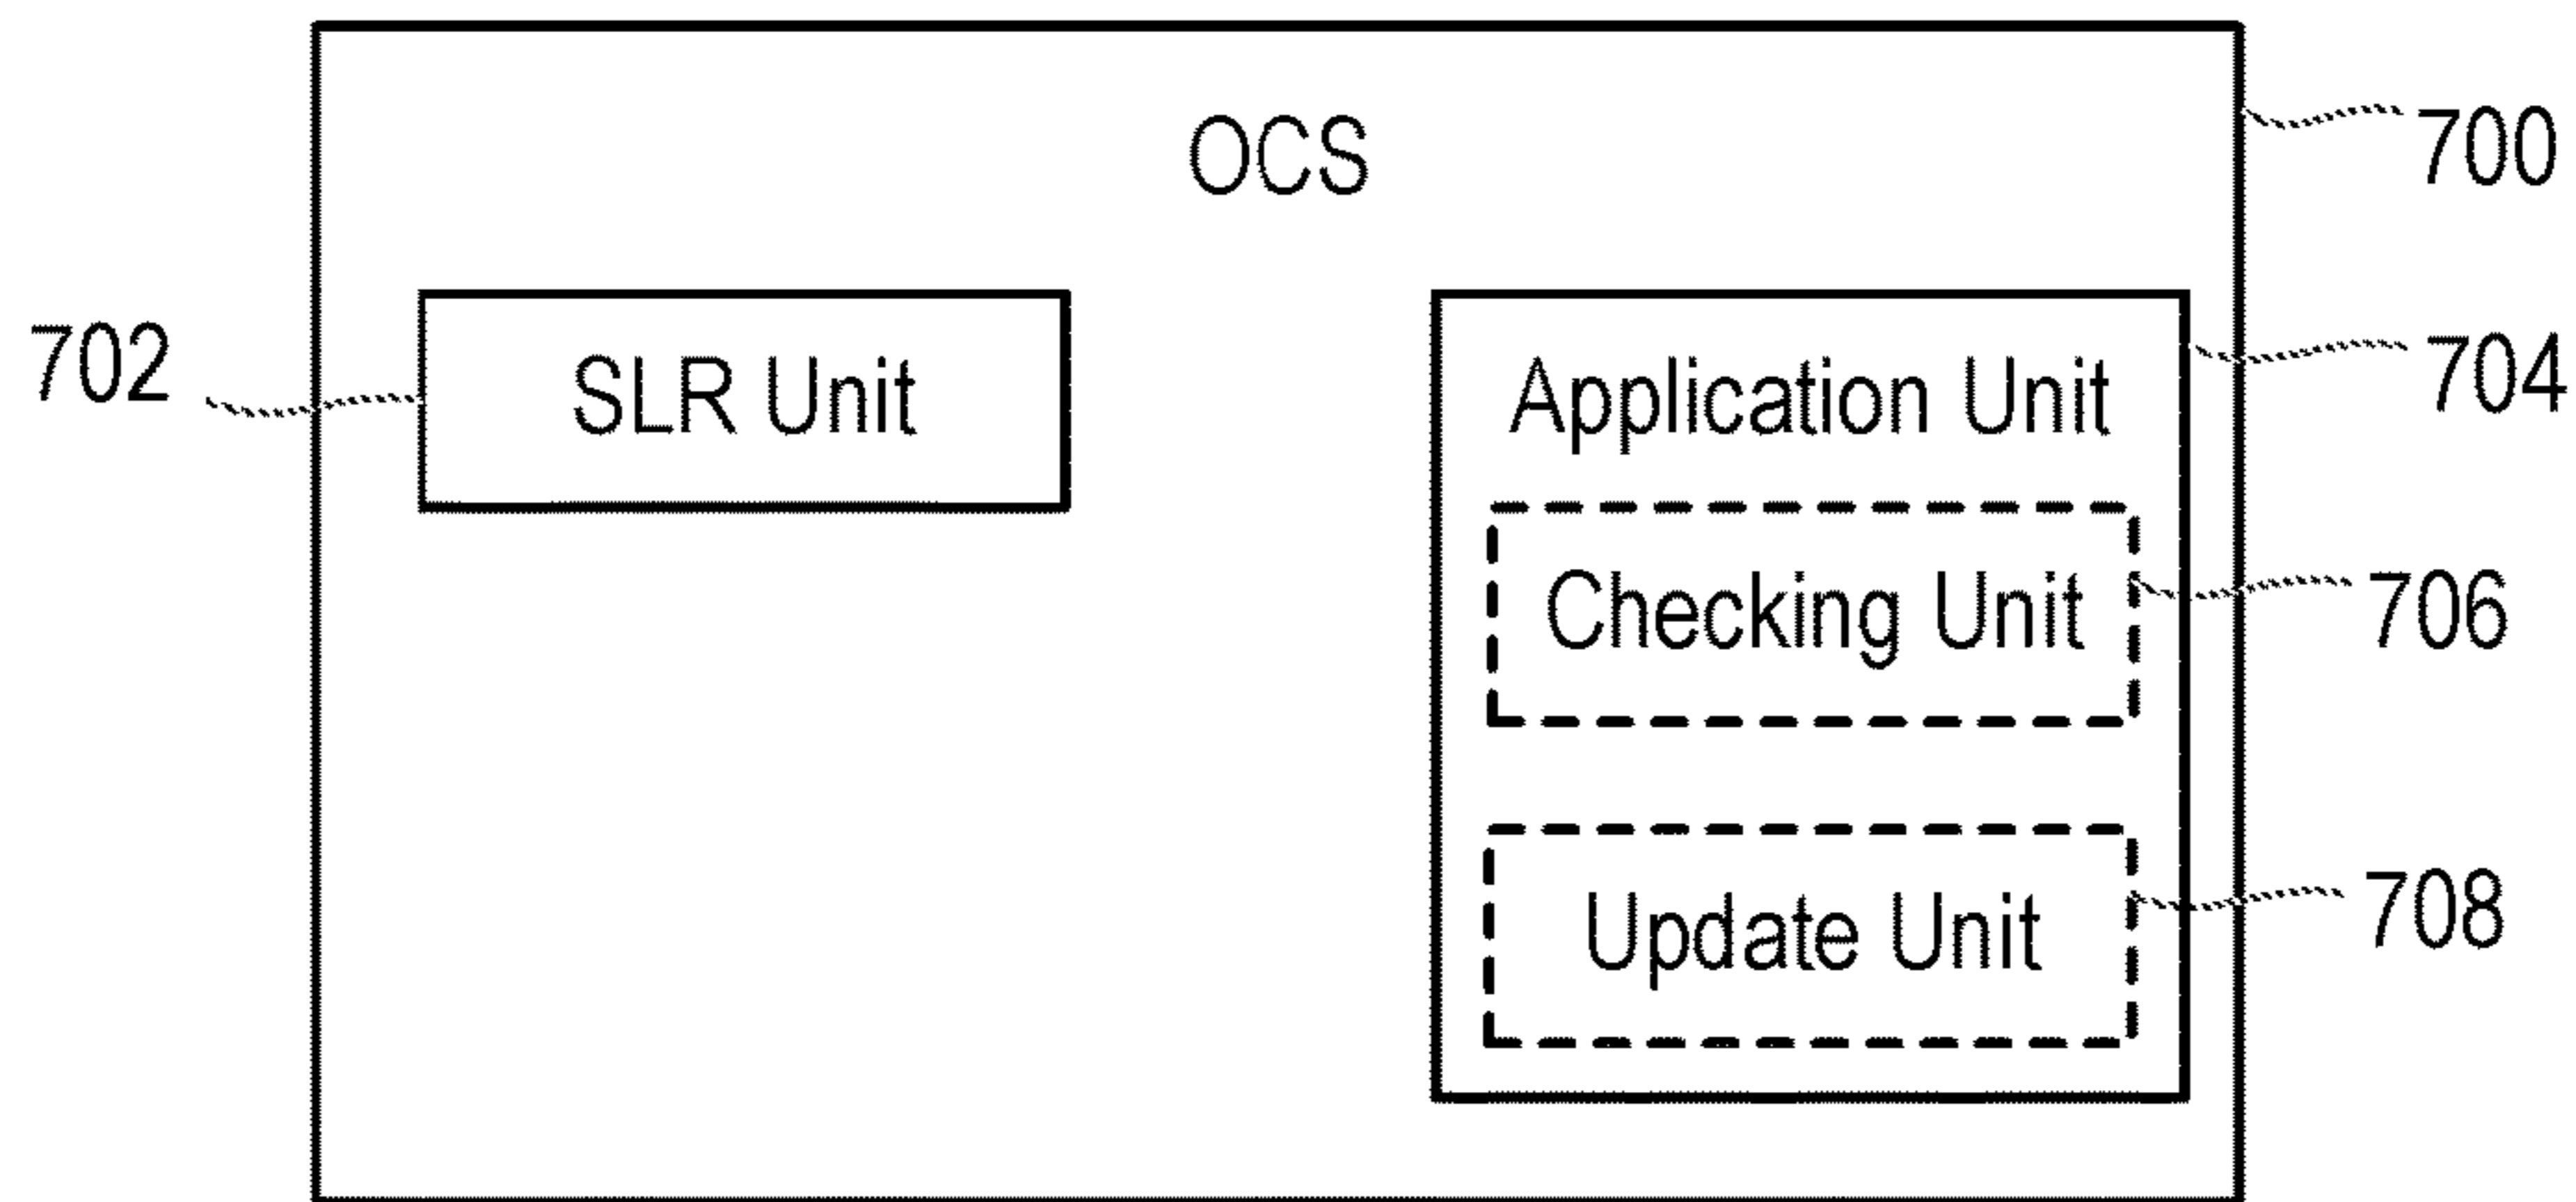 OCS
700
702
SLR Unit
Application Unit
704
Checking Unit
706
Update Unit
708